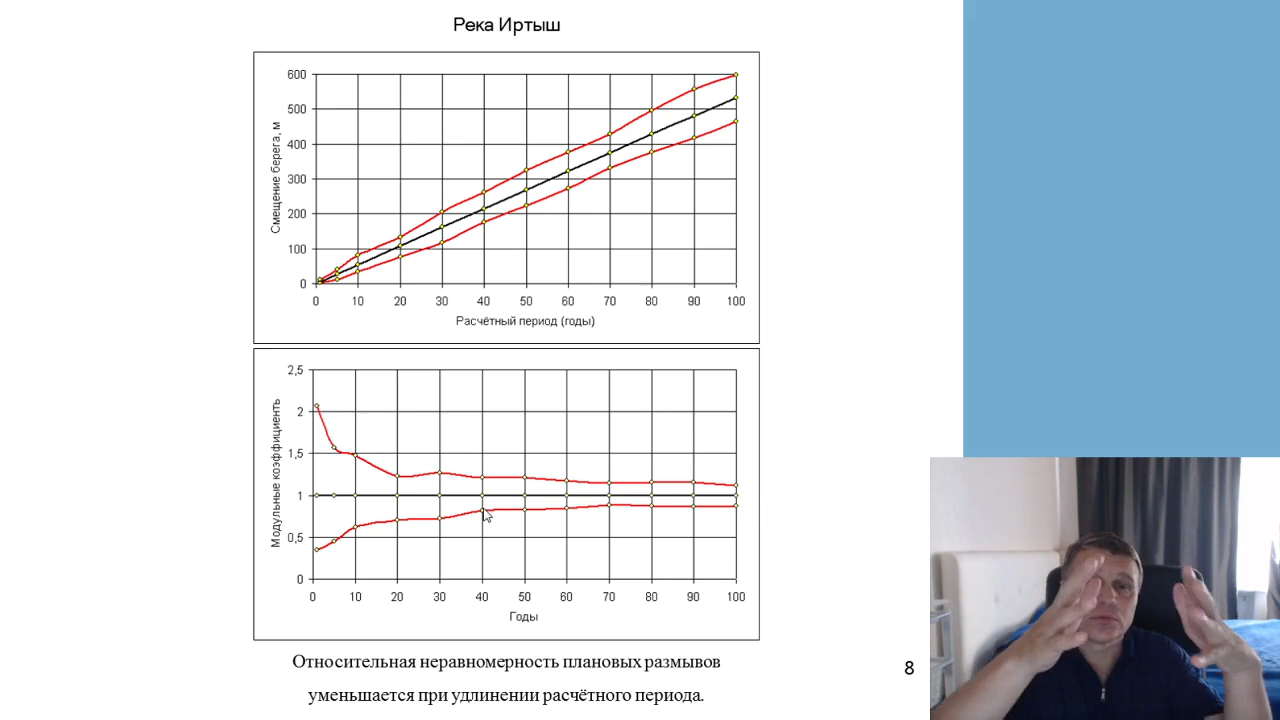 Река Иртыш
600
500
400
300
200
100
0
Смещение берега, м
0 10 20 30 40 50 60 70 80 90 100
Расчётный период (годы)
2,5
2
1,5
1
0,5
0
Модульные коэффициенть
0 10 20 30 40 50 60 70 80 90 100
Годы
Относительная неравномерность плановых размывов
уменьшается при удлинении расчётного периода.
8